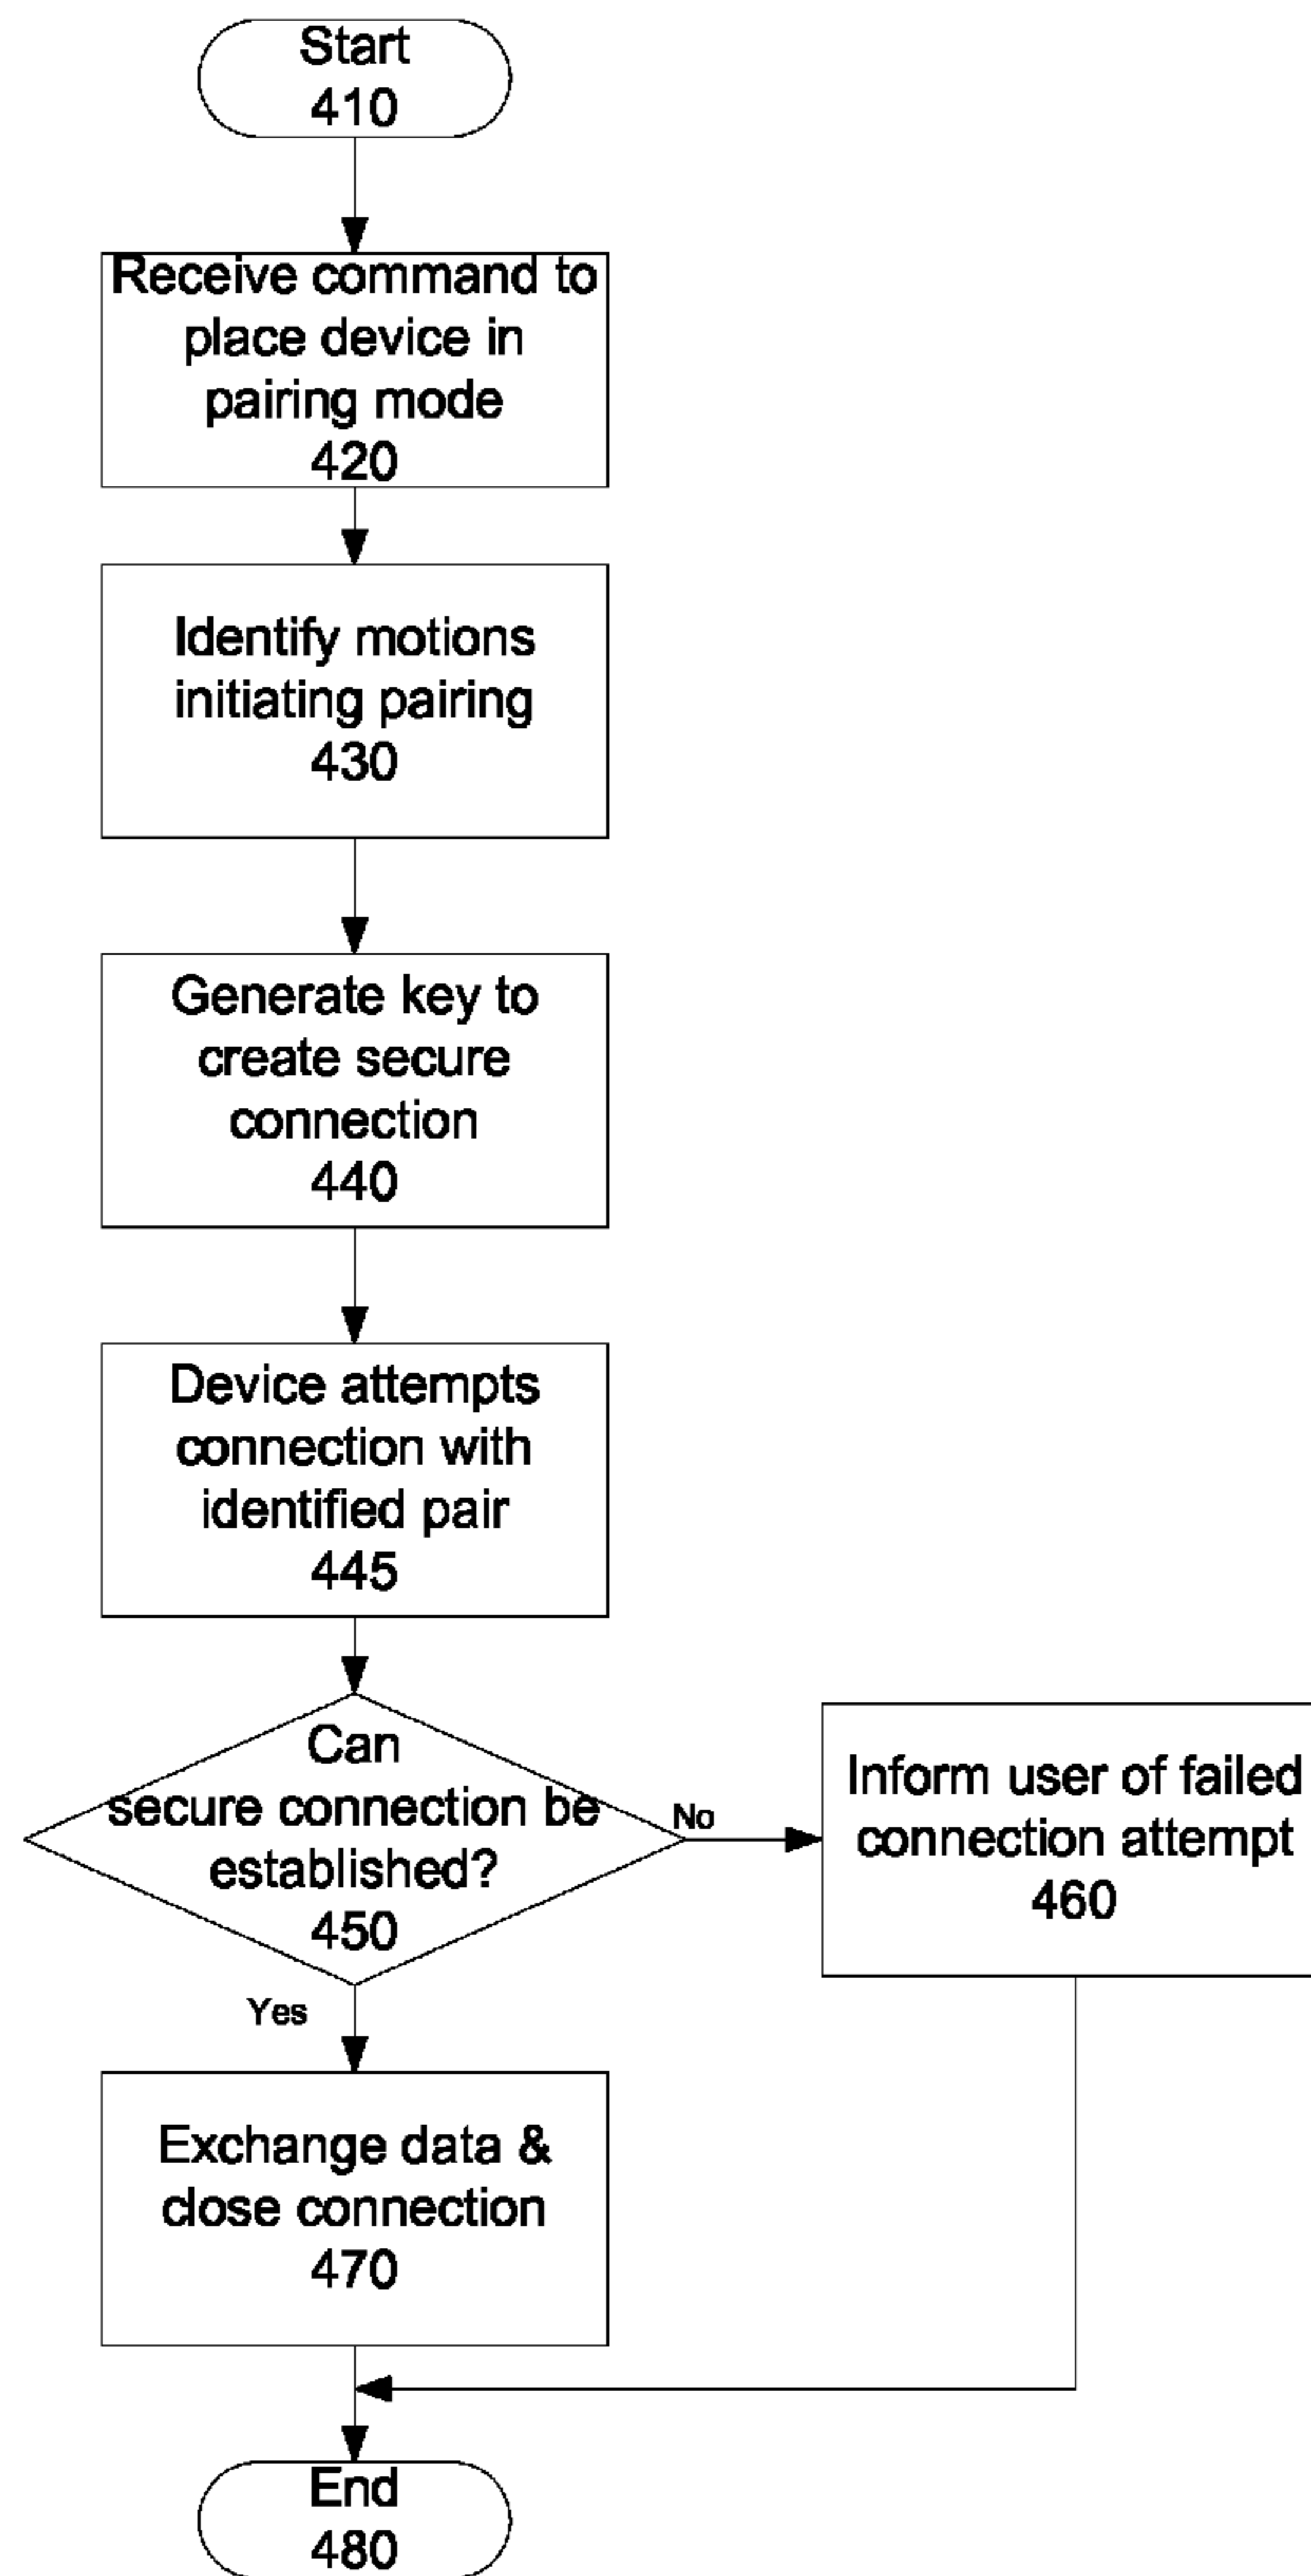 Start
410
Receive command to
place device in
pairing mode
420
Identify motions
initiating pairing
430
Generate key to
create secure
connection
440
Device attempts
connection with
identified pair
445
Can
secure connection be
established?
450
No
Inform user of failed
connection attempt
460
Yes
Exchange data &
close connection
470
End
480